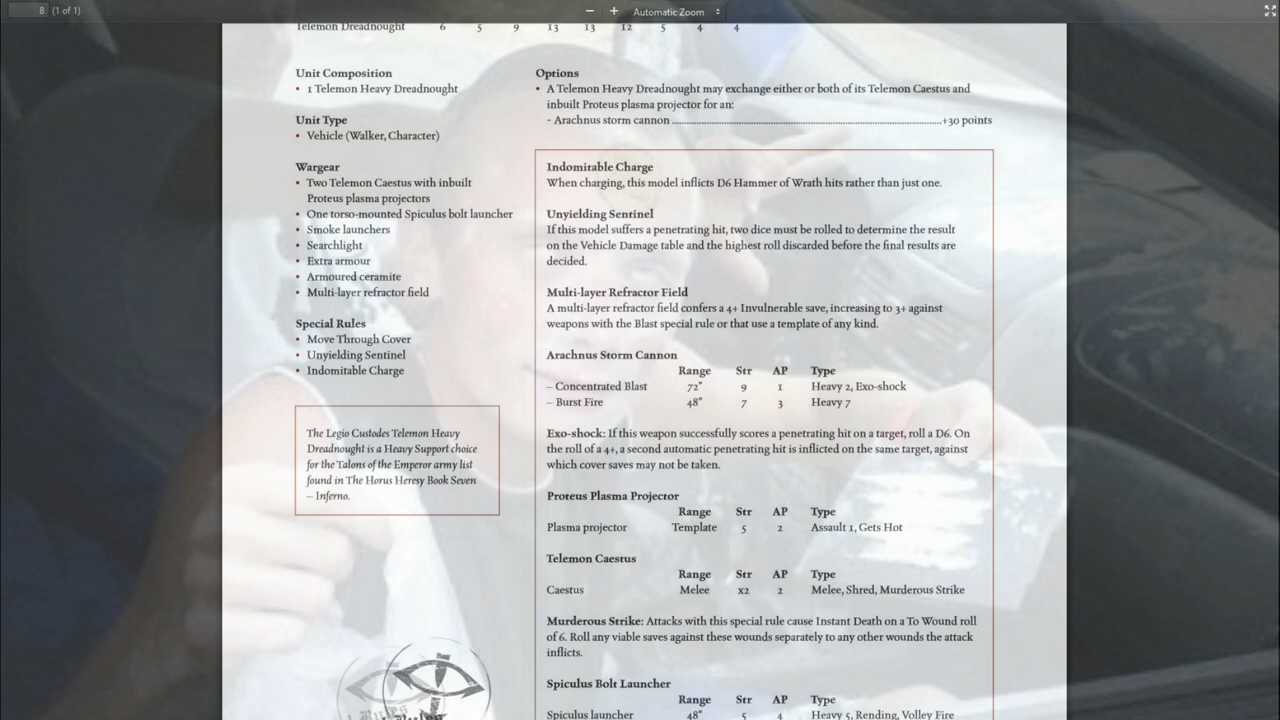 8 (1 of 1)
Automatic Zoom
Telemon Dreadnought 6 5 9 13 13 12 5 4 4
Unit Composition
• 1 Telemon Heavy Dreadnought
Unit Type
• Vehicle (Walker, Character)
Wargear
• Two Telemon Caestus with inbuilt
Proteus plasma projectors
• One torso-mounted Spiculus bolt launcher
• Smoke launchers
• Searchlight
• Extra armour
• Armoured ceramite
• Multi-layer refractor field
Special Rules
• Move Through Cover
• Unyielding Sentinel
• Indomitable Charge
The Legio Custodes Telemon Heavy
Dreadnought is a Heavy Support choice
for the Talons of the Emperor army list
found in The Horus Heresy Book Seven
– Inferno.
Options
• A Telemon Heavy Dreadnought may exchange either or both of its Telemon Caestus and
inbuilt Proteus plasma projector for an:
- Arachnus storm cannon ..........+30 points
Indomitable Charge
When charging, this model inflicts D6 Hammer of Wrath hits rather than just one.
Unyielding Sentinel
If this model suffers a penetrating hit, two dice must be rolled to determine the result
on the Vehicle Damage table and the highest roll discarded before the final results are
decided.
Multi-layer Refractor Field
A multi-layer refractor field confers a 4+ Invulnerable save, increasing to 3+ against
weapons with the Blast special rule or that use a template of any kind.
Arachnus Storm Cannon
Range Str AP Type
– Concentrated Blast 72" 9 1 Heavy 2, Exo-shock
– Burst Fire 48" 7 3 Heavy 7
Exo-shock: If this weapon successfully scores a penetrating hit on a target, roll a D6. On
the roll of a 4+, a second automatic penetrating hit is inflicted on the same target, against
which cover saves may not be taken.
Proteus Plasma Projector
Range Str AP Type
Plasma projector Template 5 2 Assault 1, Gets Hot
Telemon Caestus
Range Str AP Type
Caestus Melee x2 2 Melee, Shred, Murderous Strike
Murderous Strike: Attacks with this special rule cause Instant Death on a To Wound roll
of 6. Roll any viable saves against these wounds separately to any other wounds the attack
inflicts.
Spiculus Bolt Launcher
Range Str AP Type
Spiculus launcher 48" 5 4 Heavy 5, Rending, Volley Fire